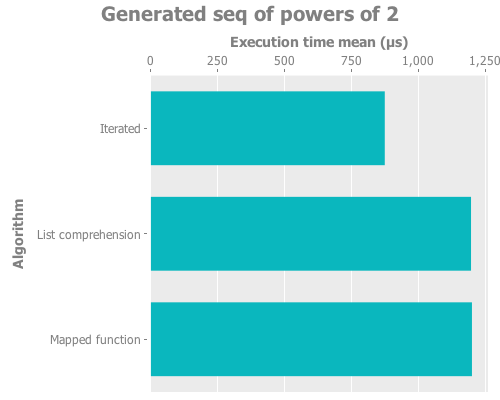 Generated seq of powers of 2
Execution time mean (µs)
0 250 500 750 1,000 1,250
Iterated
List comprehension
Mapped function
Algorithm